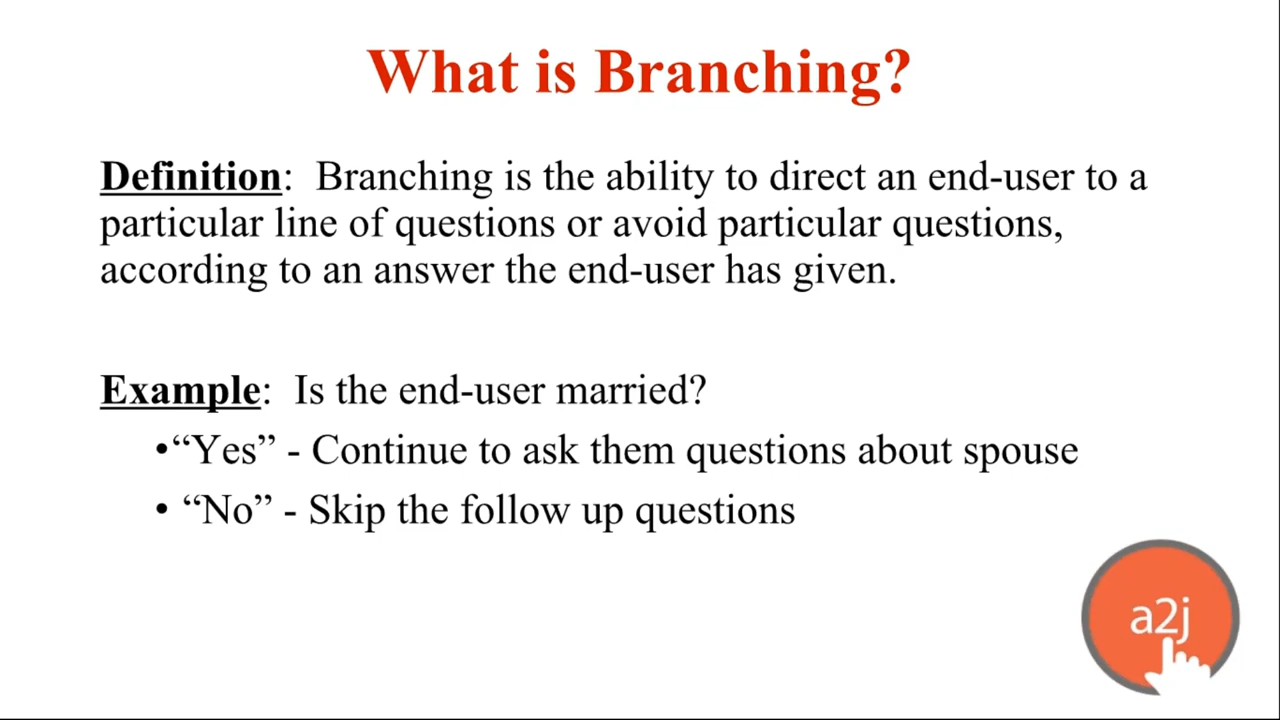 What is Branching?
Definition:  Branching is the ability to direct an end-user to a
particular line of questions or avoid particular questions,
according to an answer the end-user has given.
Example:  Is the end-user married?
•“Yes” - Continue to ask them questions about spouse
• “No” - Skip the follow up questions
a2j